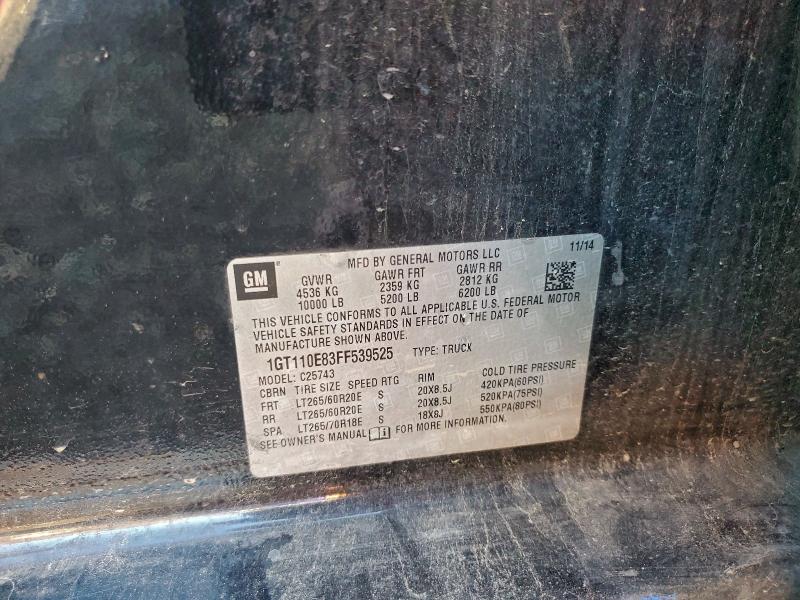 MFD BY GENERAL MOTORS LLC 11/14
GM
GVWR GAWR FRT GAWR RR
4536 KG 2359 KG 2812 KG
10000 LB 5200 LB 6200 LB
THIS VEHICLE CONFORMS TO ALL APPLICABLE U.S. FEDERAL MOTOR
VEHICLE SAFETY STANDARDS IN EFFECT ON THE DATE OF
MANUFACTURE SHOWN ABOVE.
1GT110E83FF539525 TYPE: TRUCK
MODEL: C25743
CBRN TIRE SIZE SPEED RTG RIM COLD TIRE PRESSURE
FRT LT265/60R20E S 20X8.5J 420KPA(60PSI)
RR LT265/60R20E S 20X8.5J 520KPA(75PSI)
SPA LT265/70R18E S 18X8J 550KPA(80PSI)
SEE OWNER'S MANUAL FOR MORE INFORMATION.